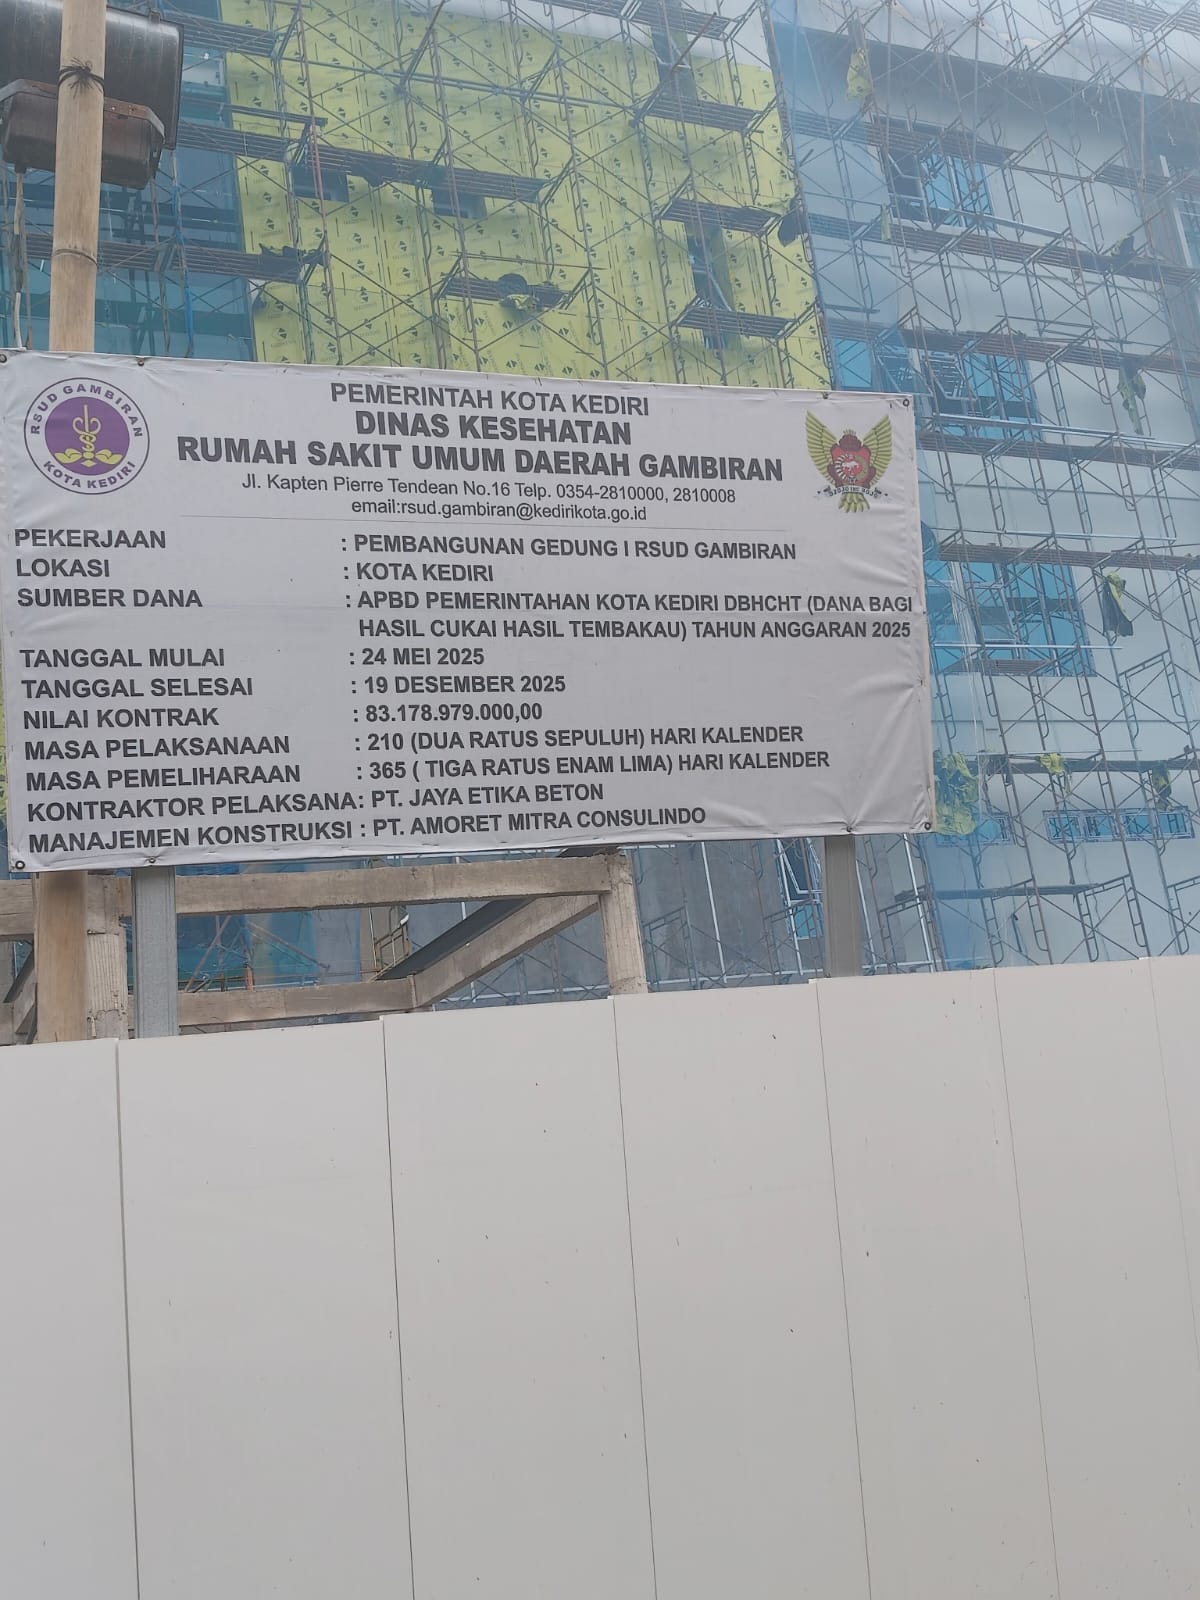 RSUD GAMBIRAN
KOTA KEDIRI
PEMERINTAH KOTA KEDIRI
DINAS KESEHATAN
RUMAH SAKIT UMUM DAERAH GAMBIRAN
Jl. Kapten Pierre Tendean No.16 Telp. 0354-2810000, 2810008
email:rsud.gambiran@kedirikota.go.id
PEKERJAAN : PEMBANGUNAN GEDUNG I RSUD GAMBIRAN
LOKASI : KOTA KEDIRI
SUMBER DANA : APBD PEMERINTAHAN KOTA KEDIRI DBHCHT (DANA BAGI
HASIL CUKAI HASIL TEMBAKAU) TAHUN ANGGARAN 2025
TANGGAL MULAI : 24 MEI 2025
TANGGAL SELESAI : 19 DESEMBER 2025
NILAI KONTRAK : 83.178.979.000,00
MASA PELAKSANAAN : 210 (DUA RATUS SEPULUH) HARI KALENDER
MASA PEMELIHARAAN : 365 ( TIGA RATUS ENAM LIMA) HARI KALENDER
KONTRAKTOR PELAKSANA: PT. JAYA ETIKA BETON
MANAJEMEN KONSTRUKSI : PT. AMORET MITRA CONSULINDO